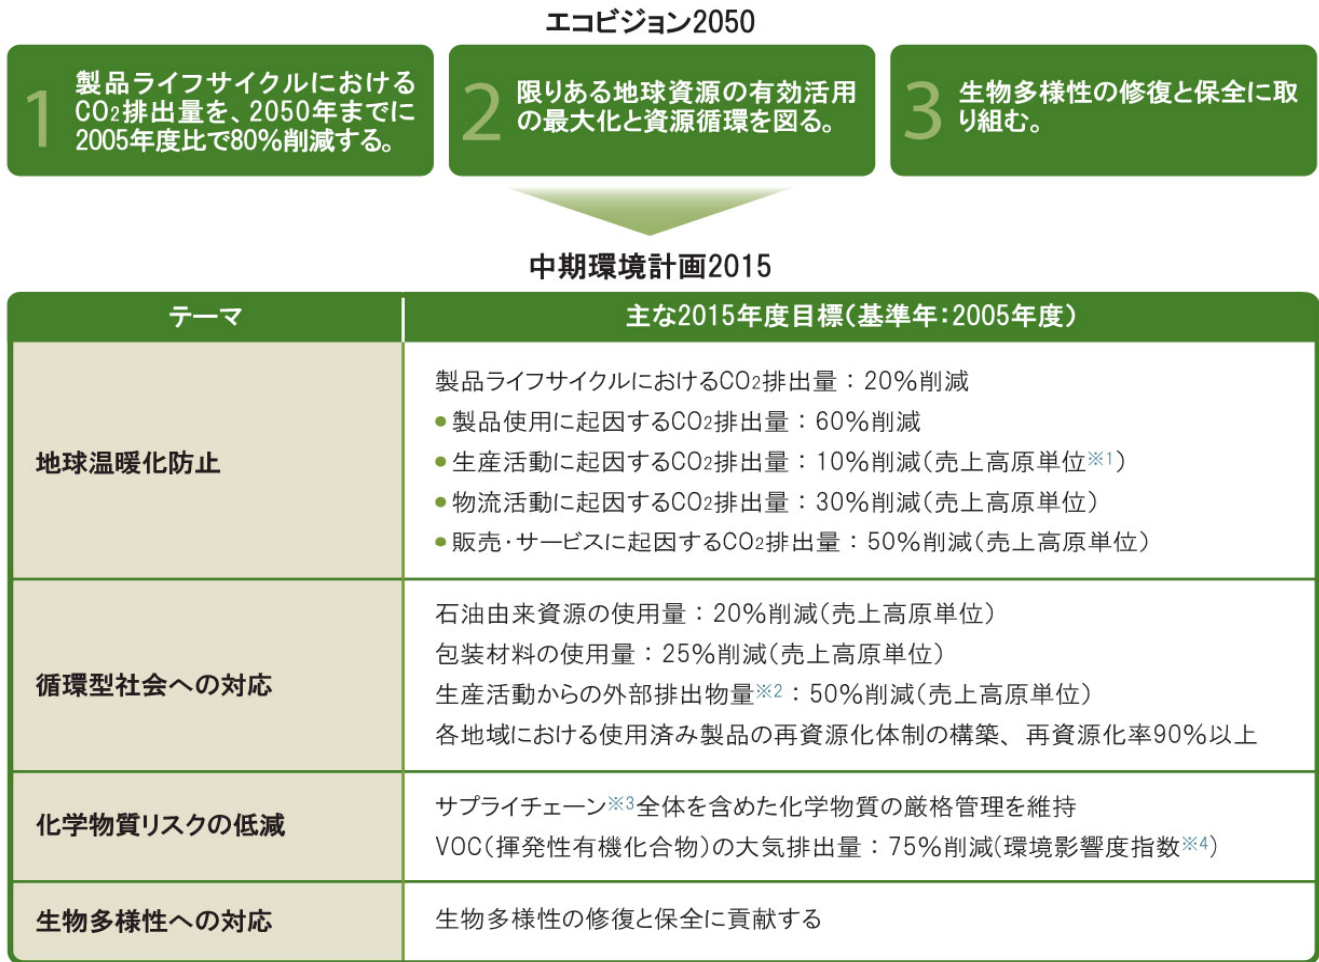 エコビジョン2050
1
製品ライフサイクルにおける
CO2排出量を、2050年までに
2005年度比で80%削減する。
2
限りある地球資源の有効活用
の最大化と資源循環を図る。
3
生物多様性の修復と保全に取
り組む。
中期環境計画2015
テーマ
主な2015年度目標(基準年:2005年度)
地球温暖化防止
製品ライフサイクルにおけるCO2排出量：20%削減
●製品使用に起因するCO2排出量：60%削減
●生産活動に起因するCO2排出量：10%削減(売上高原単位※1)
●物流活動に起因するCO2排出量：30%削減(売上高原単位)
●販売・サービスに起因するCO2排出量：50%削減(売上高原単位)
循環型社会への対応
石油由来資源の使用量：20%削減(売上高原単位)
包装材料の使用量：25%削減(売上高原単位)
生産活動からの外部排出物量※2：50%削減(売上高原単位)
各地域における使用済み製品の再資源化体制の構築、再資源化率90%以上
化学物質リスクの低減
サプライチェーン※3全体を含めた化学物質の厳格管理を維持
VOC(揮発性有機化合物)の大気排出量：75%削減(環境影響度指数※4)
生物多様性への対応
生物多様性の修復と保全に貢献する